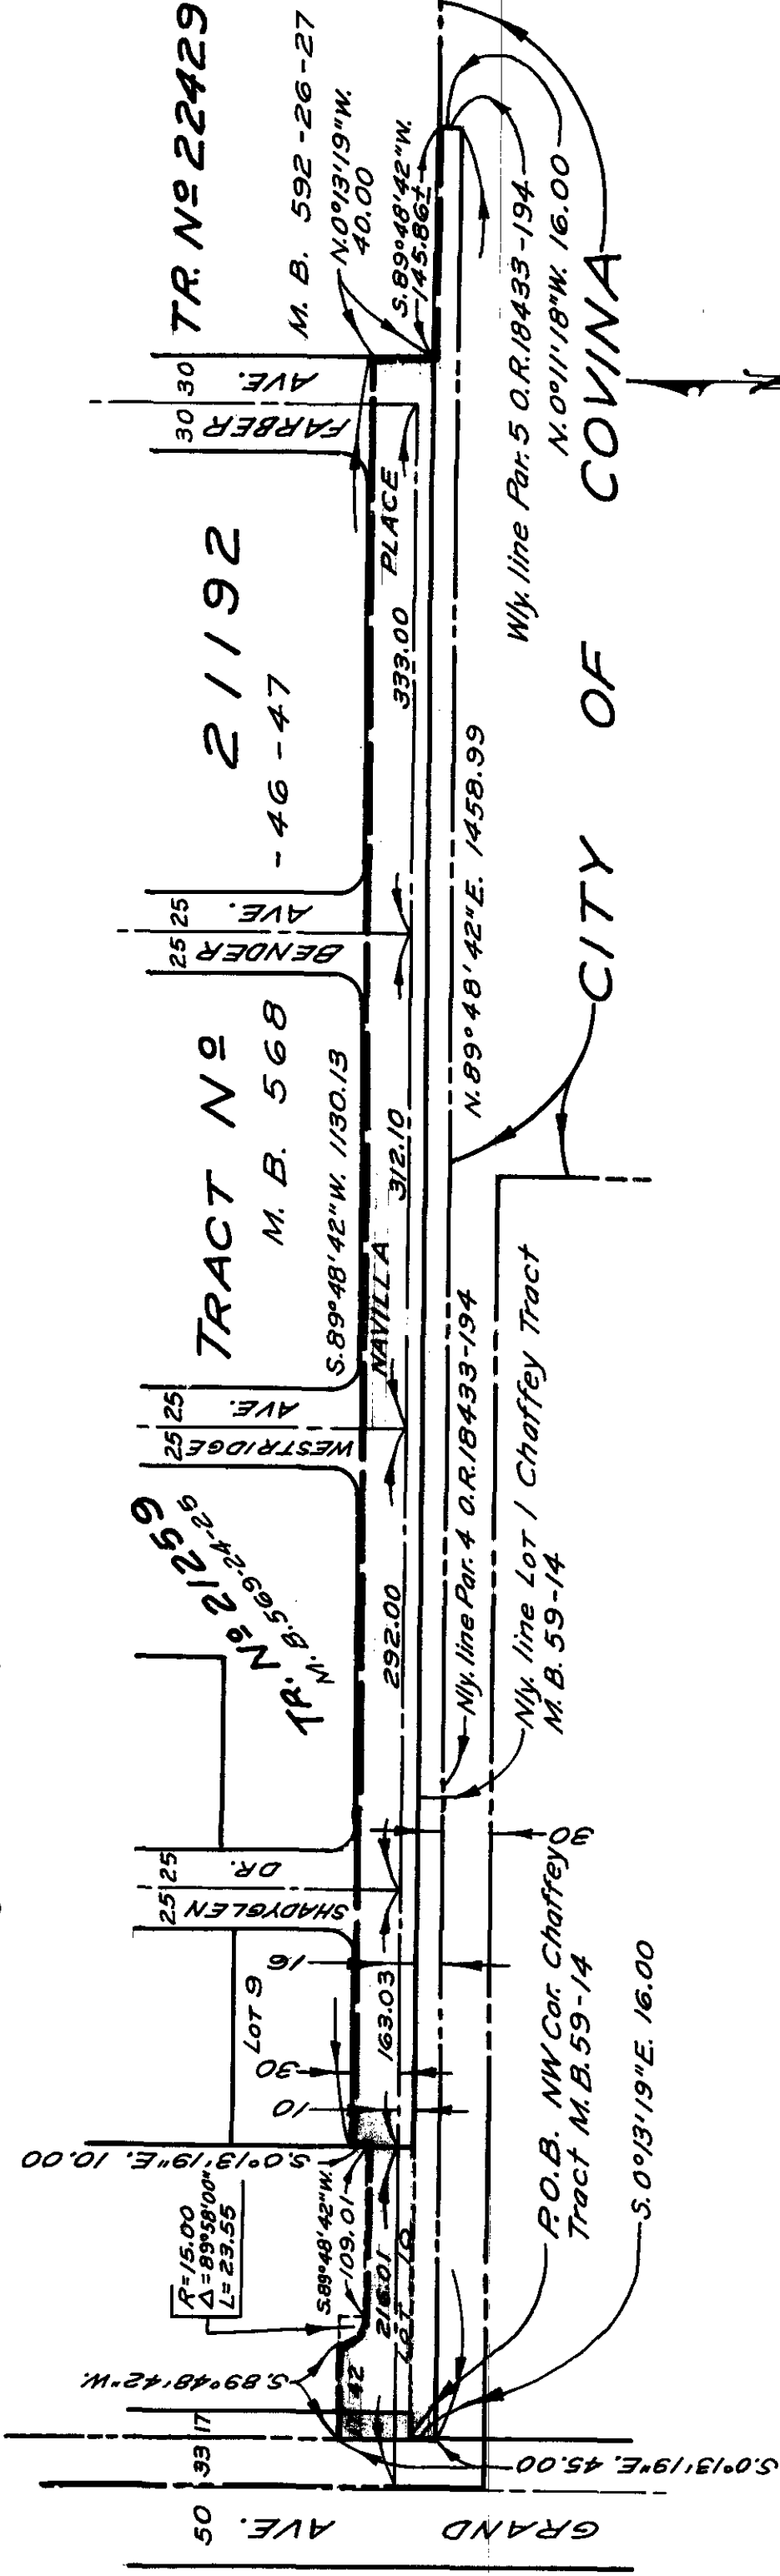 TR. Nº 22429
M. B. 592-26-27
N.0°13'19"W.
40.00
S.89°48'42"W.
145.86±
30 30
FARBER
AVE.
21192
-46-47
PLACE
333.00
Wly. line Par. 5 O.R.18433-194
N.0°11'18"W. 16.00
CITY OF COVINA
25 25
BENDER
AVE.
TRACT Nº
M. B. 568
S.89°48'42"W. 1130.13
312.10
N.89°48'42"E. 1458.99
NAVILLA
25 25
WESTRIDGE
AVE.
TR. Nº 21259
M. B. 569-24-25
292.00
Nly. line Par. 4 O.R.18433-194
Nly. line Lot 1 Chaffey Tract
M. B. 59-14
25 25
SHADYGLEN
DR.
30
16
163.03
LOT 9
30
10
S.0°13'19"E. 10.00
R=15.00
Δ=89°58'00"
L=23.55
S.89°48'42"W.
109.01
216.01
LOT 10
S.89°48'42"W.
42
P.O.B. NW Cor. Chaffey
Tract M.B.59-14
S.0°13'19"E. 16.00
S.0°13'19"E. 45.00
50 33 17
GRAND AVE.